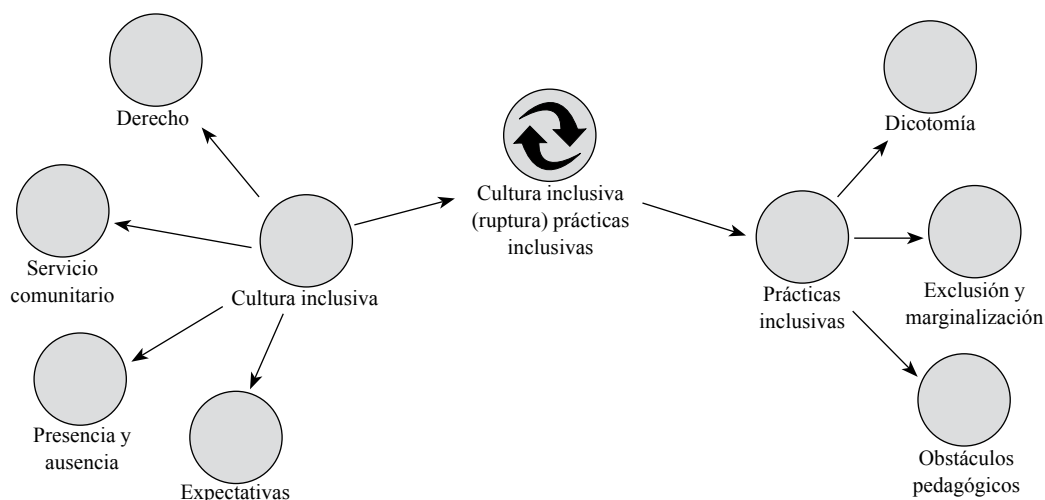 Derecho
Servicio
comunitario
Presencia y
ausencia
Expectativas
Cultura inclusiva
Cultura inclusiva
(ruptura) prácticas
inclusivas
Prácticas
inclusivas
Dicotomía
Exclusión y
marginalización
Obstáculos
pedagógicos